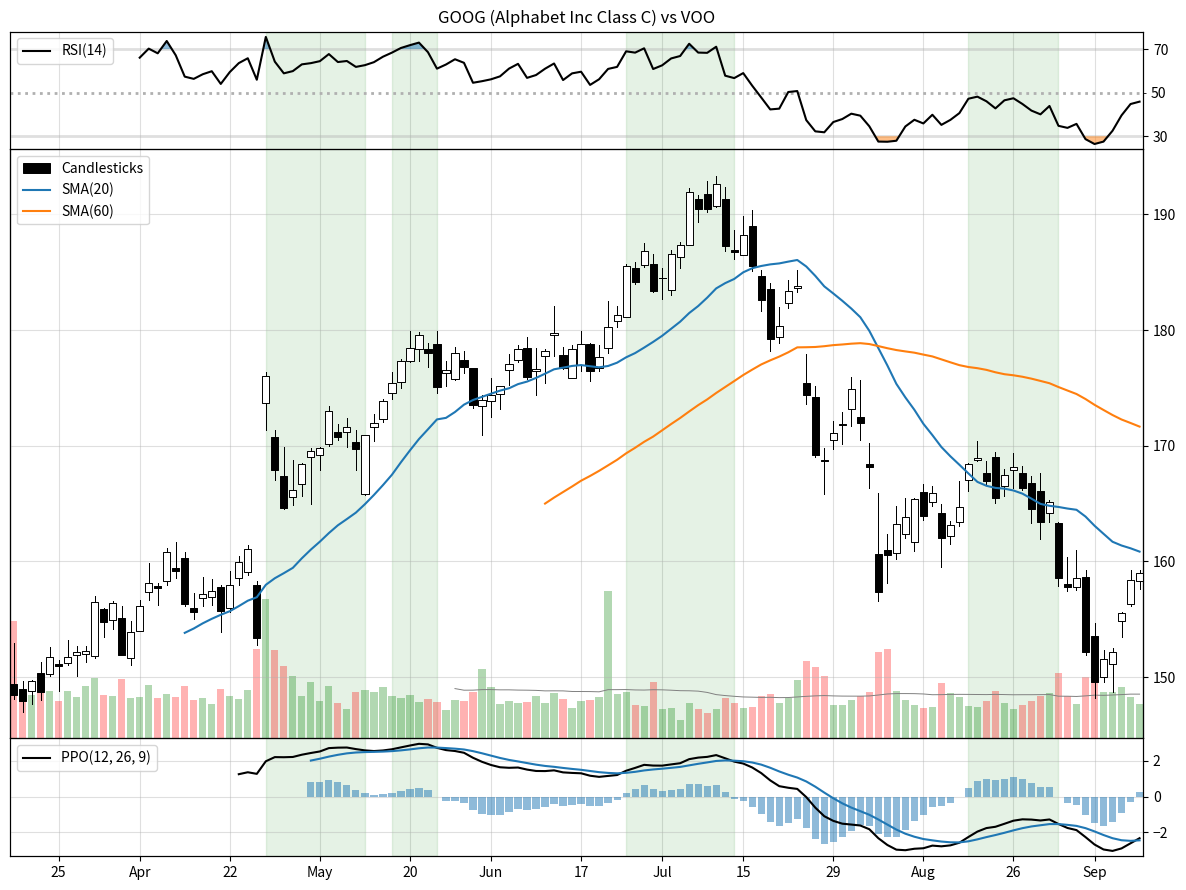 GOOG (Alphabet Inc Class C) vs VOO
RSI(14)
70
50
30
Candlesticks
SMA(20)
SMA(60)
190
180
170
160
150
PPO(12, 26, 9)
2
0
−2
25 Apr 22 May 20 Jun 17 Jul 15 29 Aug 26 Sep